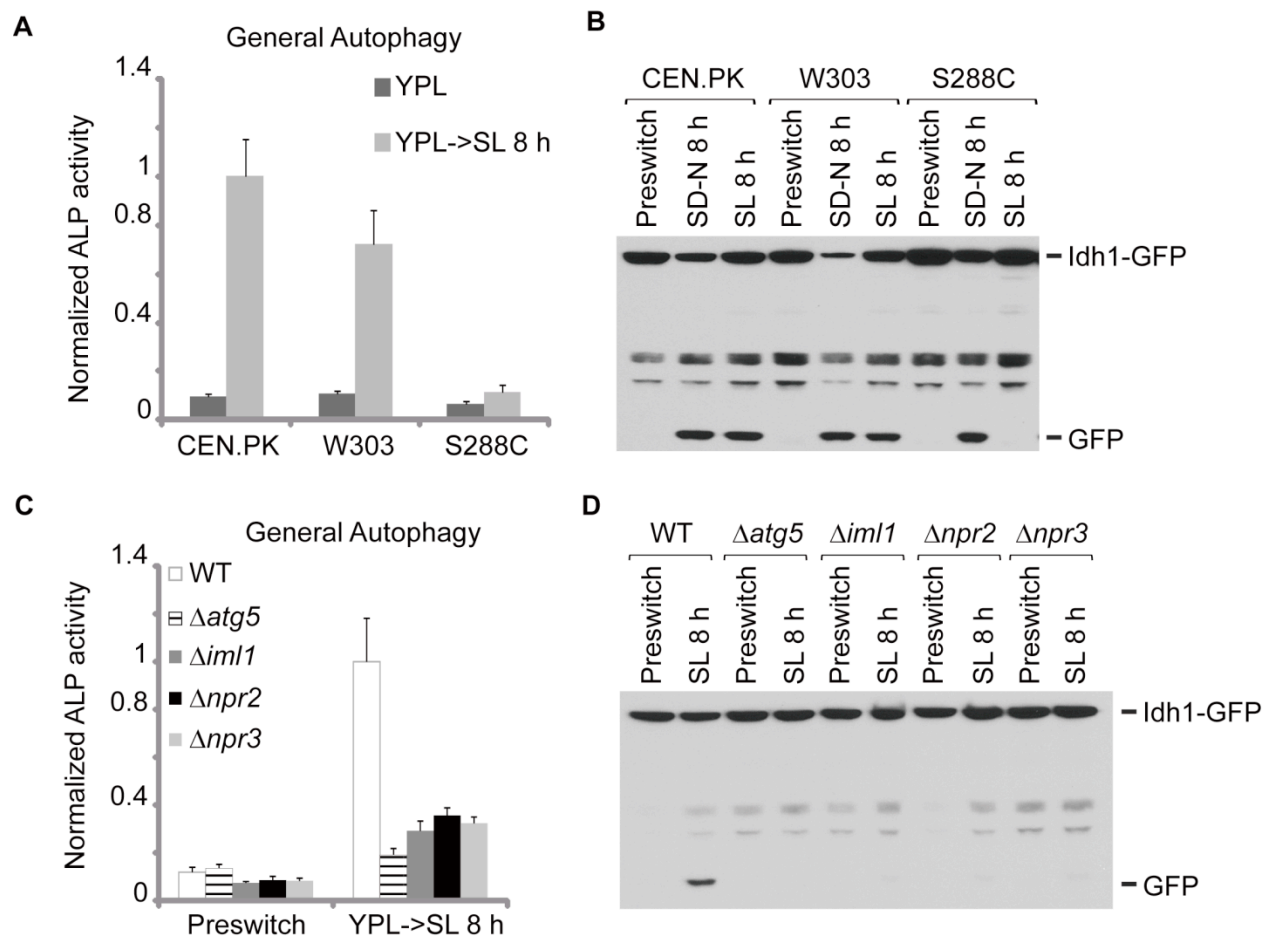 A
General Autophagy
Normalized ALP activity
1.4
1
0.8
0.4
0
YPL
YPL->SL 8 h
CEN.PK W303 S288C
B
CEN.PK W303 S288C
Preswitch SD-N 8 h SL 8 h Preswitch SD-N 8 h SL 8 h Preswitch SD-N 8 h SL 8 h
Idh1-GFP
GFP
C
General Autophagy
Normalized ALP activity
1.4
1
0.8
0.4
0
WT
Δatg5
Δiml1
Δnpr2
Δnpr3
Preswitch YPL->SL 8 h
D
WT Δatg5 Δiml1 Δnpr2 Δnpr3
Preswitch SL 8 h Preswitch SL 8 h Preswitch SL 8 h Preswitch SL 8 h Preswitch SL 8 h
Idh1-GFP
GFP